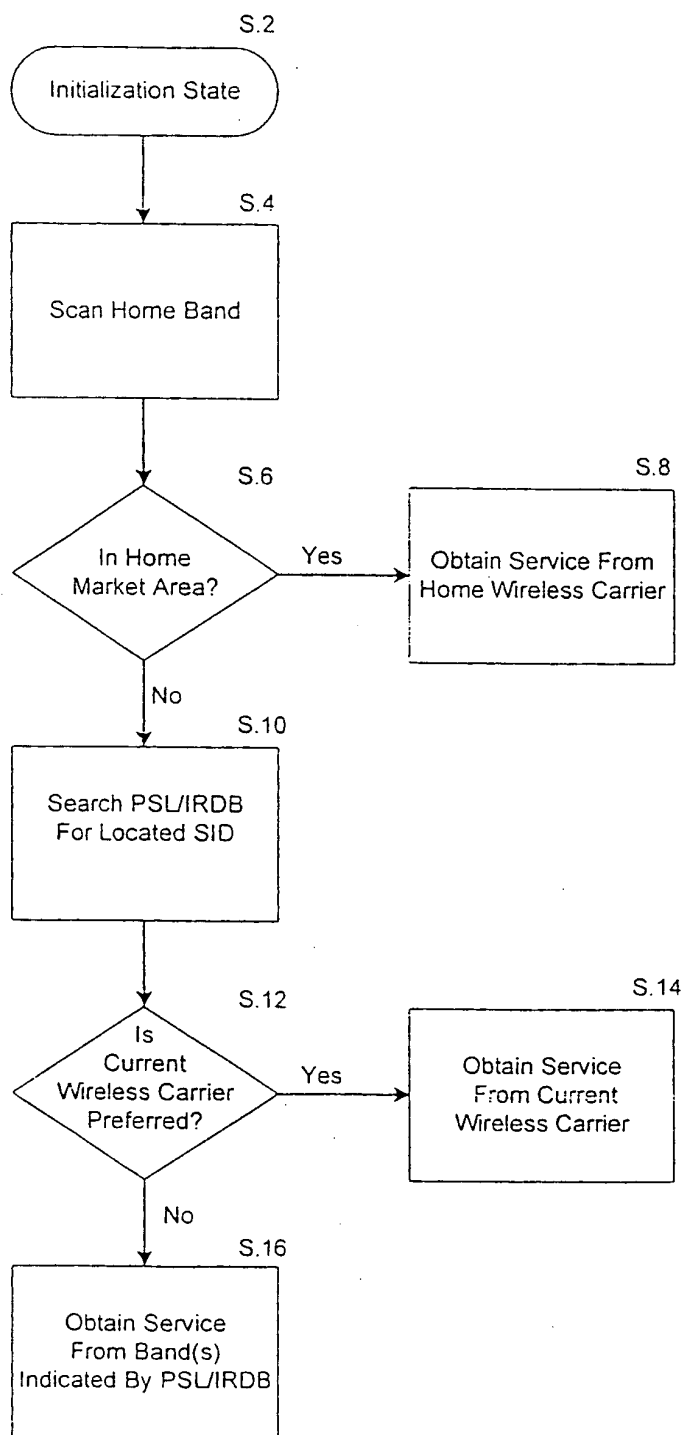 S.2
Initialization State
S.4
Scan Home Band
S.6
In Home
Market Area?
Yes
S.8
Obtain Service From
Home Wireless Carrier
No
S.10
Search PSL/IRDB
For Located SID
S.12
Is
Current
Wireless Carrier
Preferred?
Yes
S.14
Obtain Service
From Current
Wireless Carrier
No
S.16
Obtain Service
From Band(s)
Indicated By PSL/IRDB